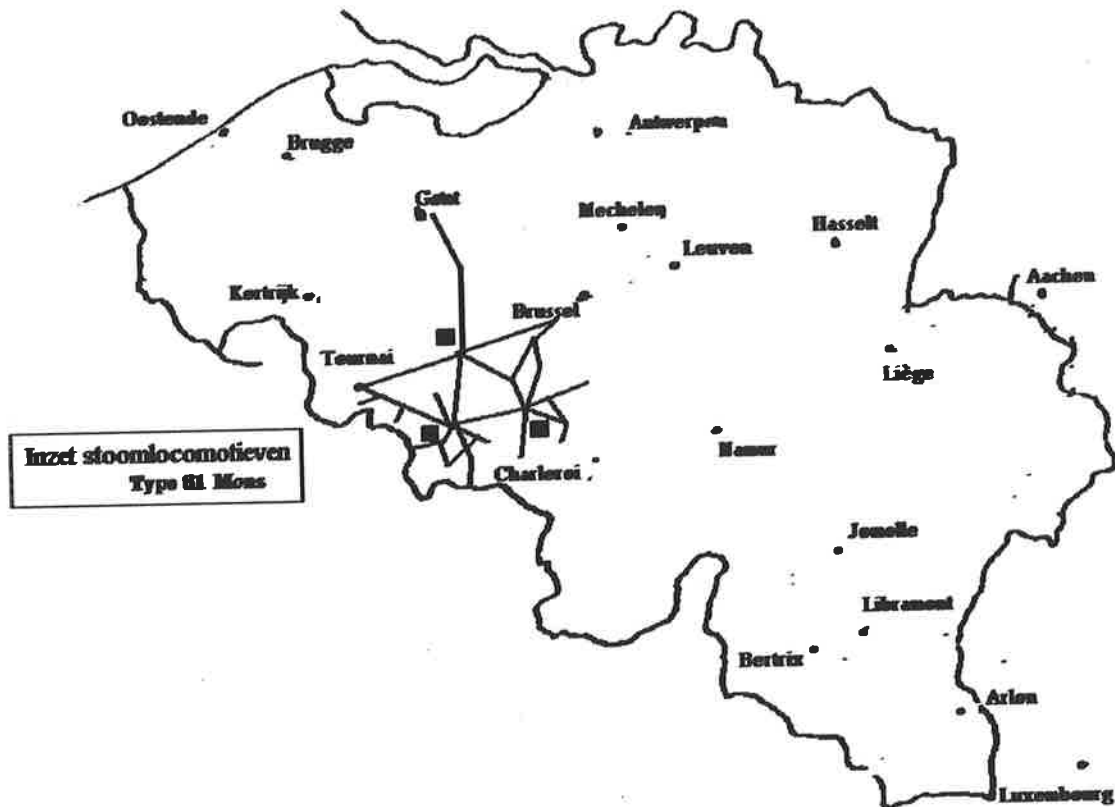 Oostende
Brugge
Antwerpen
Gent
Mechelen
Hasselt
Leuven
Aachen
Kortrijk
Brussel
Tournai
Liège
Inzet stoomlocomotieven
Type 81 Mons
Namur
Charleroi
Jemelle
Libramont
Bertrix
Arlon
Luxembourg